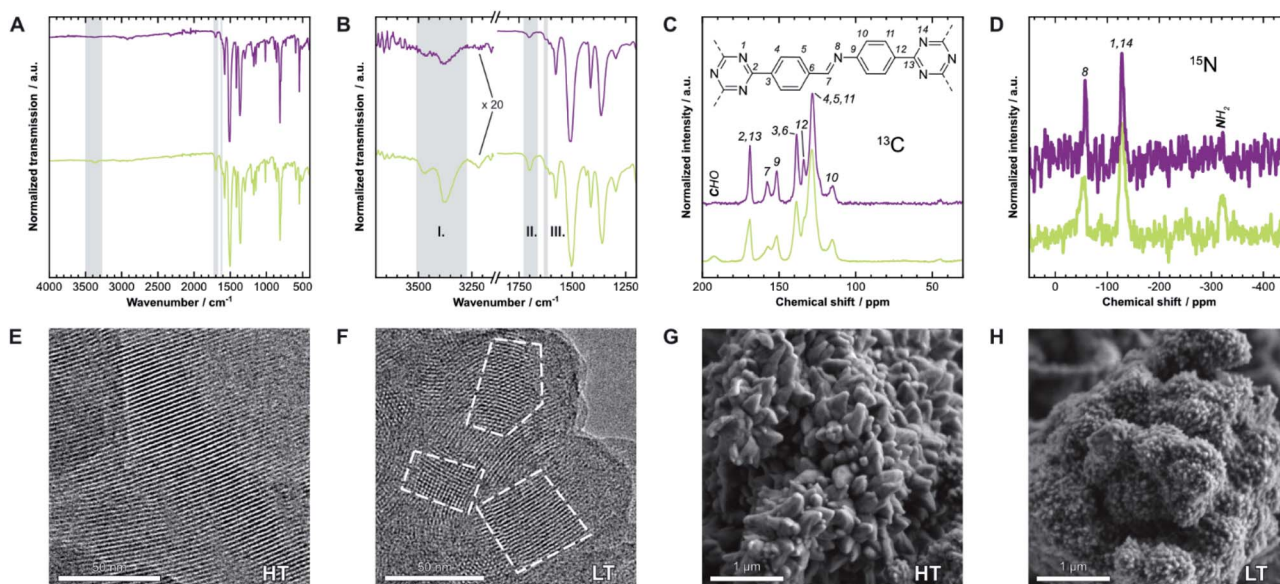 A
Normalized transmission / a.u.
4000 3500 3000 2500 2000 1500 1000 500
Wavenumber / cm⁻¹
B
Normalized transmission / a.u.
x 20
I. II. III.
3500 3250 1750 1500 1250
Wavenumber / cm⁻¹
C
Normalized intensity / a.u.
1 N
2
3
4
5
6
7
8
N
9
10
11
12
13
14
N
N
N
N
N
CHO
2,13
7
9
3,6
12
4,5,11
10
¹³C
200 150 100 50
Chemical shift / ppm
D
Normalized intensity / a.u.
8
1,14
NH₂
¹⁵N
0 -100 -200 -300 -400
Chemical shift / ppm
E
50 nm
HT
F
50 nm
LT
G
1 µm
HT
H
1 µm
LT